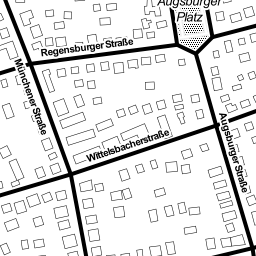 Augsburger
Platz
Regensburger Straße
Münchener Straße
Wittelsbacherstraße
Augsburger Straße